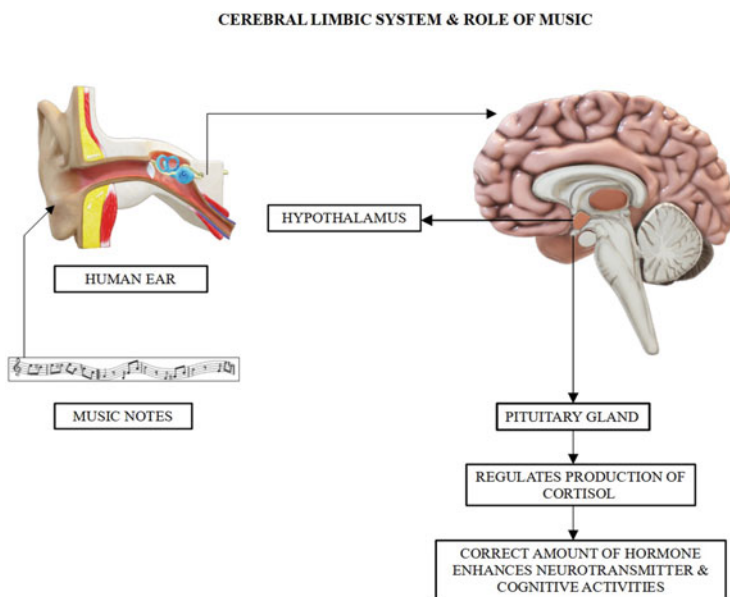 CEREBRAL LIMBIC SYSTEM & ROLE OF MUSIC
HYPOTHALAMUS
HUMAN EAR
MUSIC NOTES
PITUITARY GLAND
REGULATES PRODUCTION OF
CORTISOL
CORRECT AMOUNT OF HORMONE
ENHANCES NEUROTRANSMITTER &
COGNITIVE ACTIVITIES